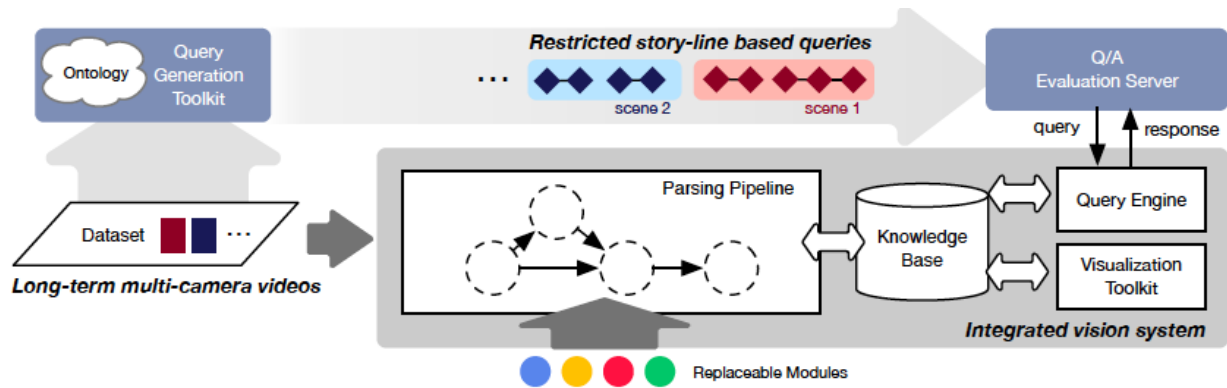 Ontology
Query
Generation
Toolkit
Restricted story-line based queries
...
scene 2
scene 1
Q/A
Evaluation Server
query
response
Dataset
...
Long-term multi-camera videos
Parsing Pipeline
Knowledge
Base
Query Engine
Visualization
Toolkit
Integrated vision system
Replaceable Modules